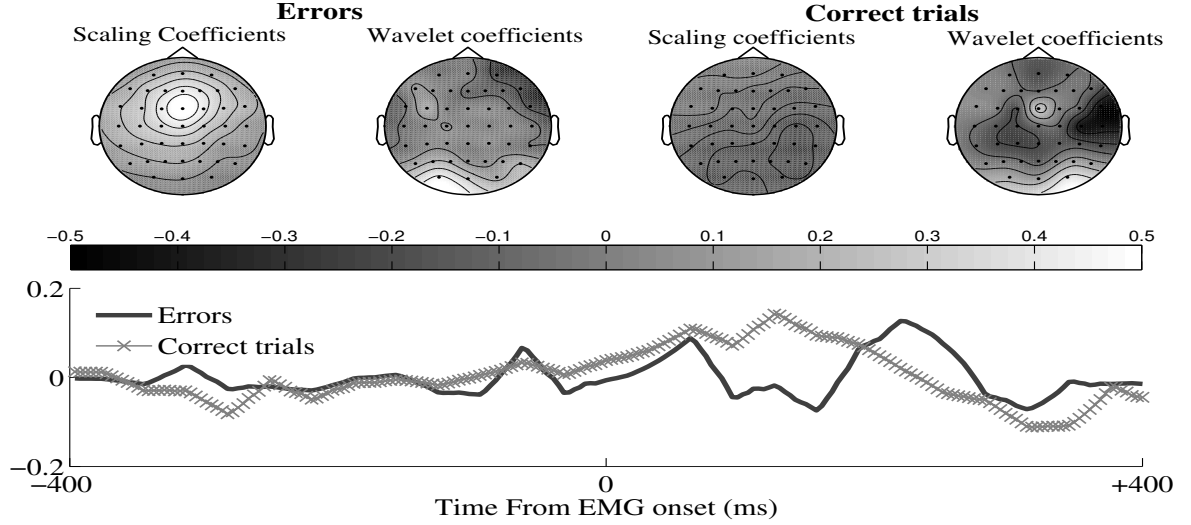 Errors Correct trials
Scaling Coefficients Wavelet coefficients Scaling coefficients Wavelet coefficients
−0.5 −0.4 −0.3 −0.2 −0.1 0 0.1 0.2 0.3 0.4 0.5
0.2
Errors
Correct trials
0
−0.2
−400 0 +400
Time From EMG onset (ms)